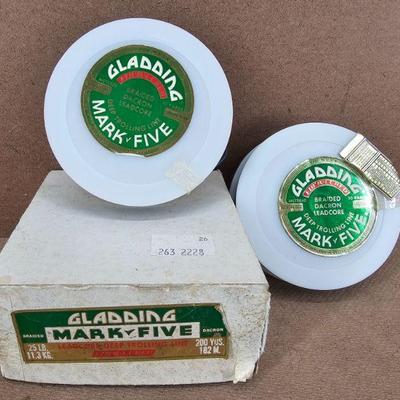 GLADDING
BRAIDED
DACRON
LEADCORE
DEEP TROLLING LINE
MARK FIVE
GLADDING
BRAIDED
DACRON
LEADCORE
DEEP TROLLING LINE
MARK FIVE
26
263 2228
GLADDING
BRAIDED MARK FIVE DACRON
25 LB. LEADCORE DEEP TROLLING LINE 200 YDS.
11.3 KG. 182 M.